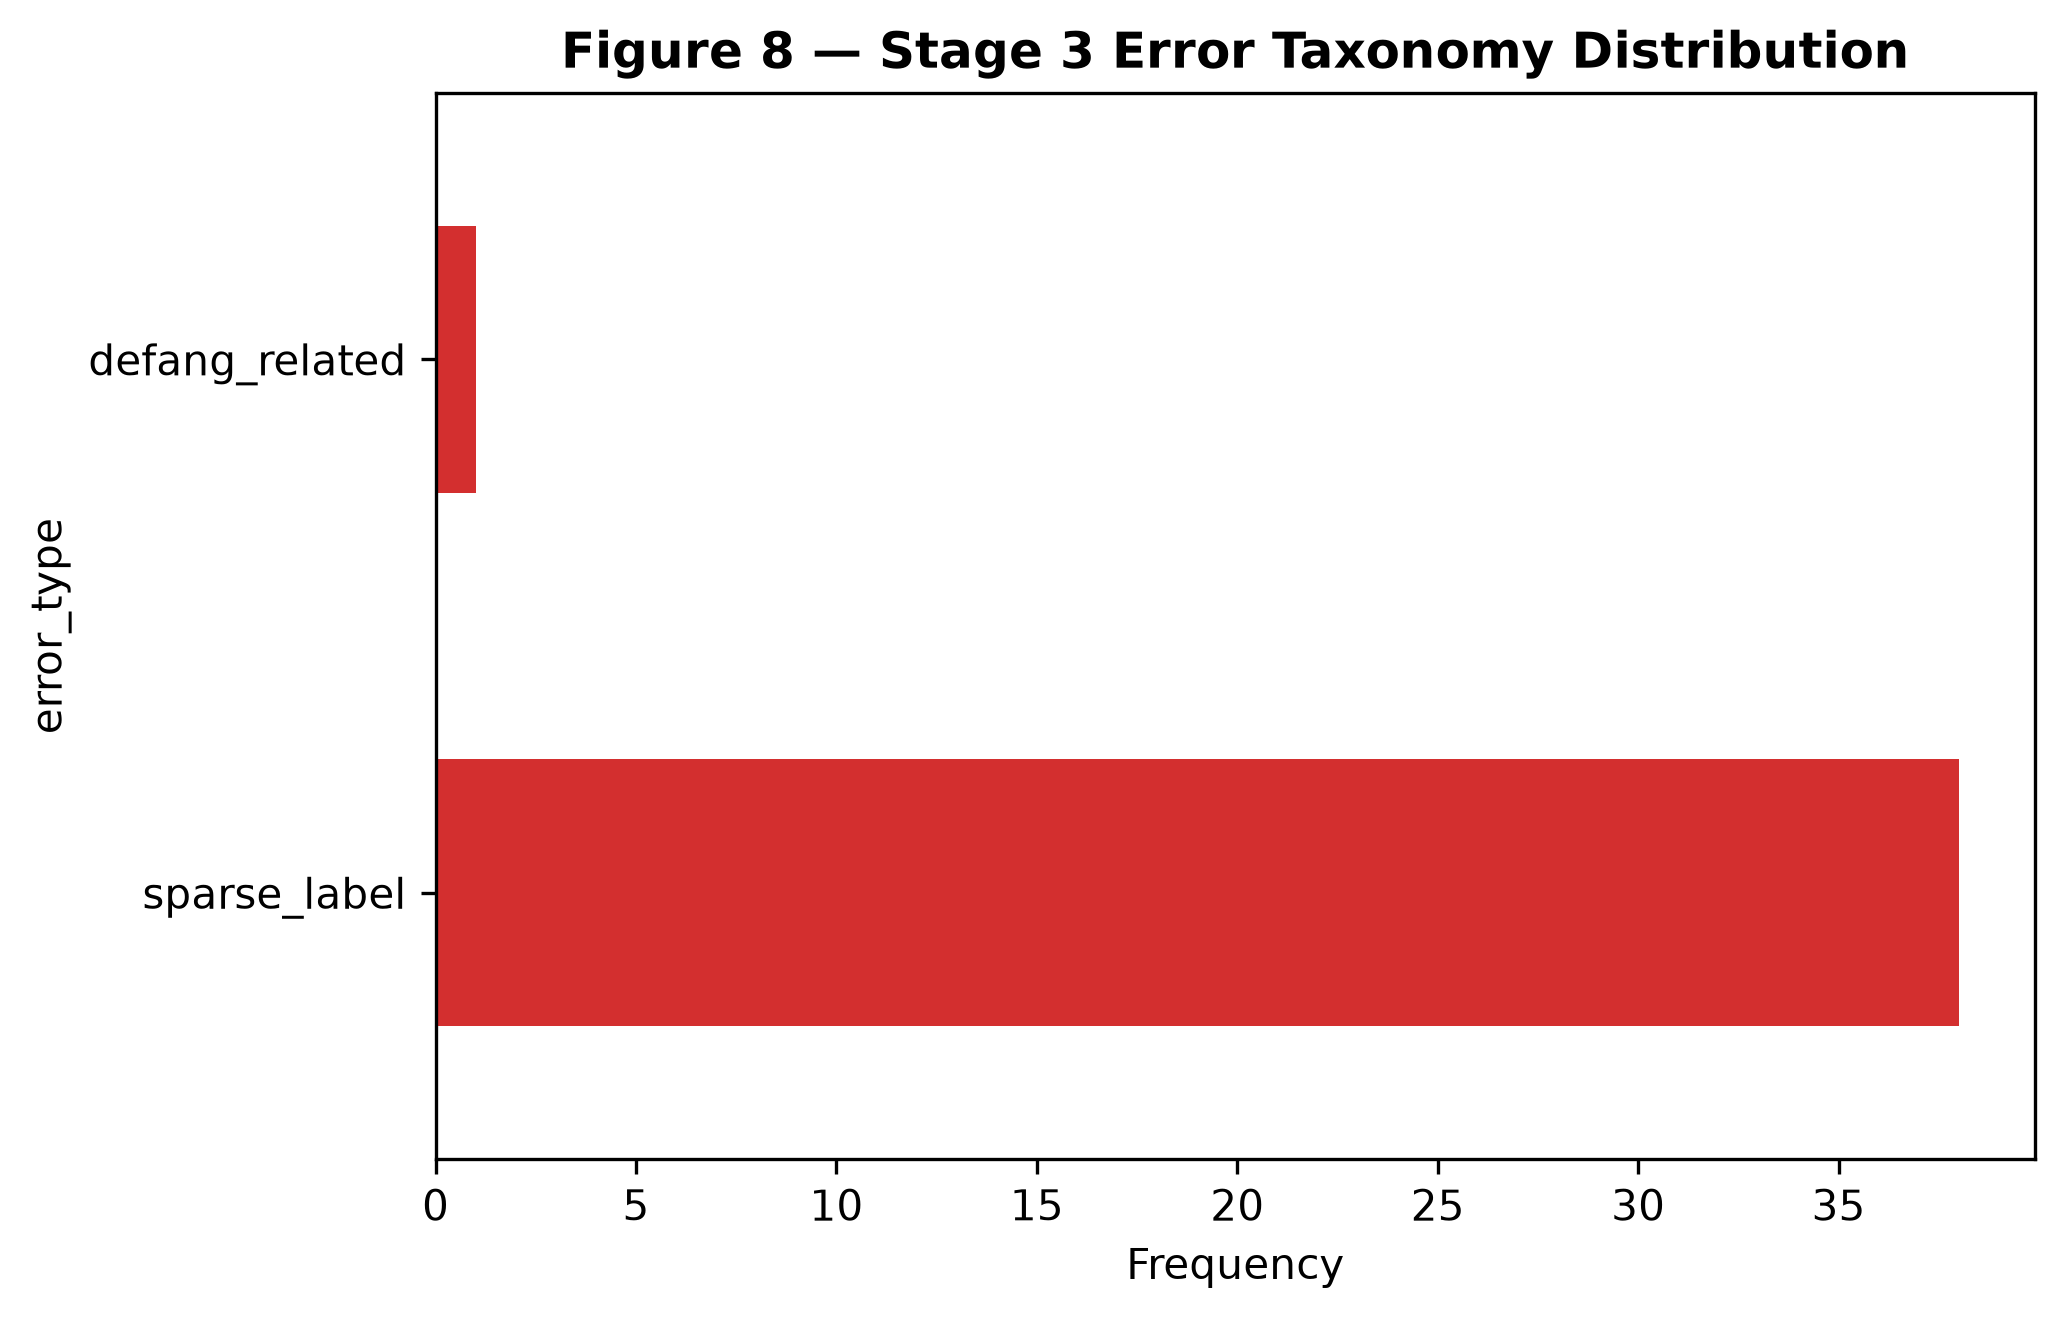 Figure 8 — Stage 3 Error Taxonomy Distribution
defang_related
error_type
sparse_label
0 5 10 15 20 25 30 35
Frequency